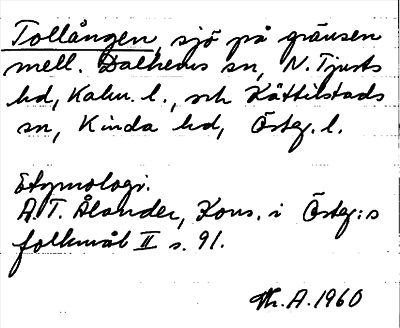 Tollången, sjö på gränsen
mell. Dalhems sn, N. Tjusts
hd, Kalm. l., och Kättilstads
sn, Kinda hd, Östg. l.
Etymologi.
A. T. Ålander, Kons. i Östg:s
folkmål II s. 91.
Th. A. 1960